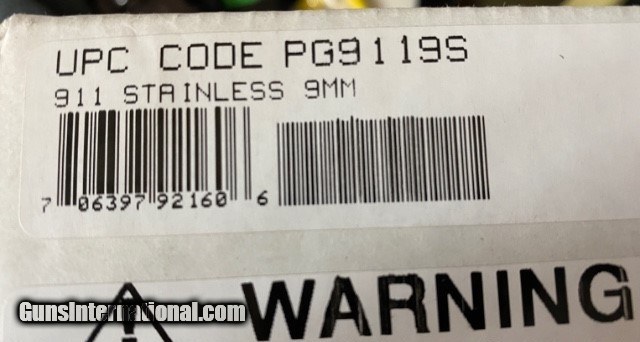 UPC CODE PG9119S
911 STAINLESS 9MM
7 06397 92160 6
WARNING
GunsInternational.com